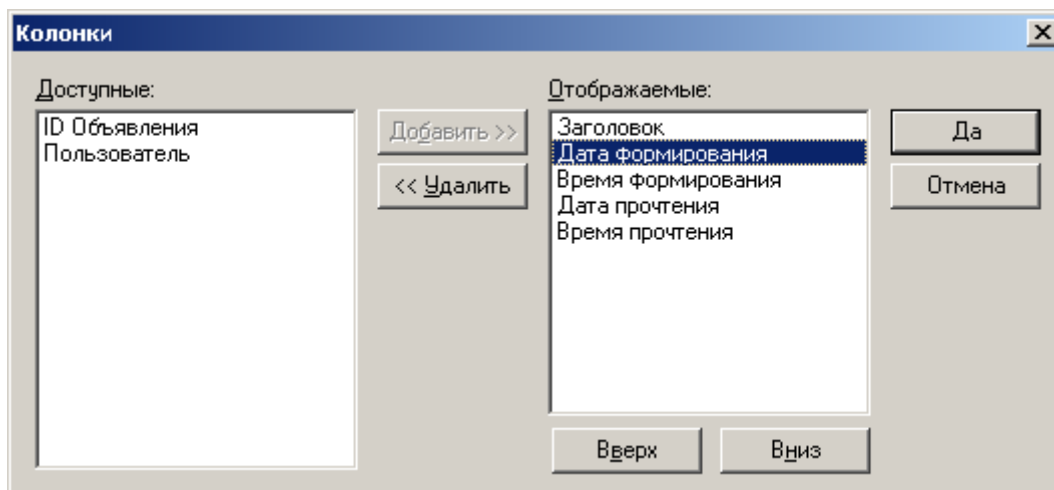 Колонки
Доступные:
ID Объявления
Пользователь
Добавить >>
<< Удалить
Отображаемые:
Заголовок
Дата формирования
Время формирования
Дата прочтения
Время прочтения
Вверх
Вниз
Да
Отмена